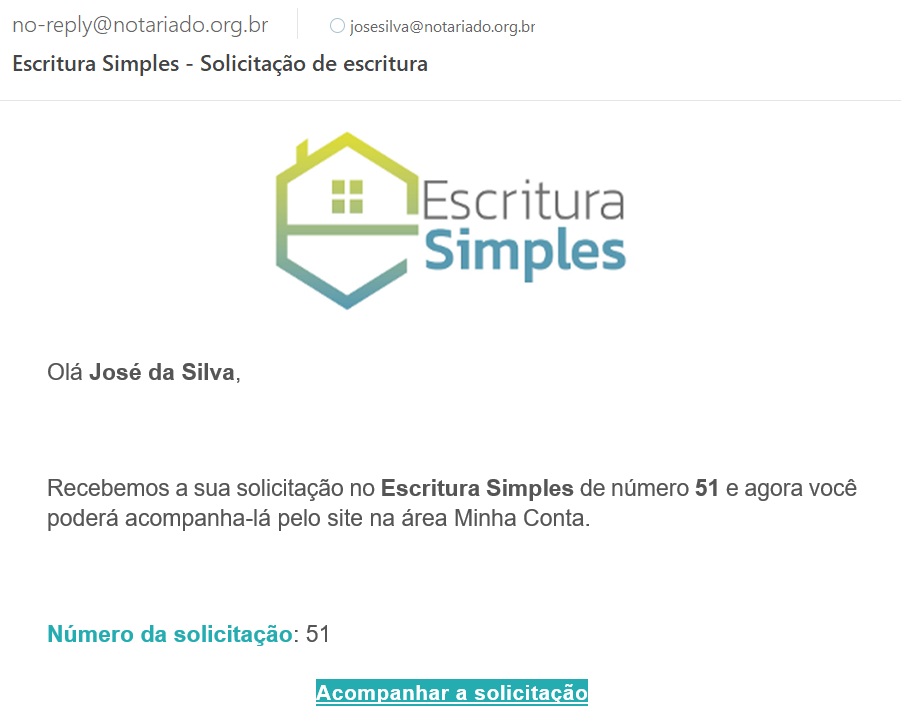 no-reply@notariado.org.br josesilva@notariado.org.br
Escritura Simples - Solicitação de escritura
Escritura
Simples
Olá José da Silva,
Recebemos a sua solicitação no Escritura Simples de número 51 e agora você
poderá acompanha-lá pelo site na área Minha Conta.
Número da solicitação: 51
Acompanhar a solicitação